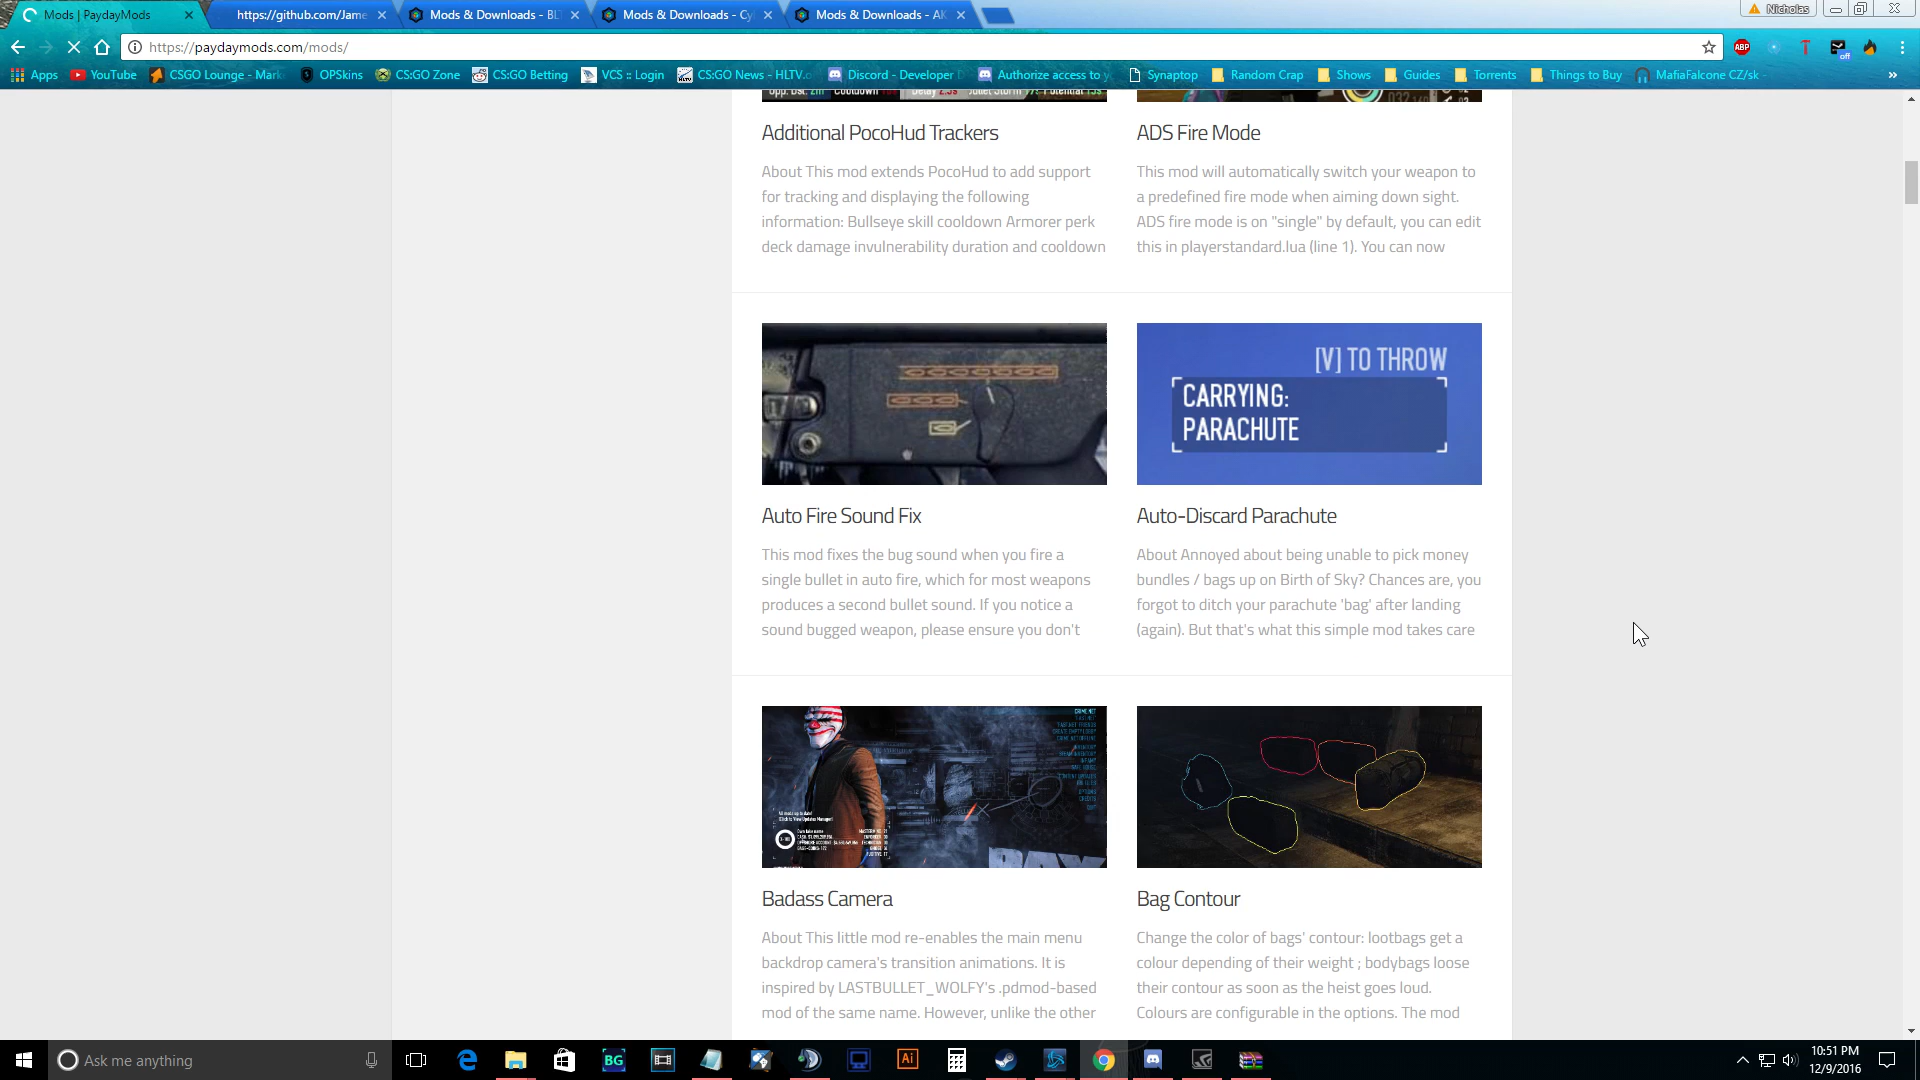 Mods | PaydayMods
https://github.com/Jame
Mods & Downloads - BL
Mods & Downloads - Cy
Mods & Downloads - AK
Nicholas
https://paydaymods.com/mods/
ABP
off
Apps
YouTube
CSGO Lounge - Mark
OPSkins
CS:GO Zone
CS:GO Betting
VCS :: Login
CS:GO News - HLTV.o
Discord - Developer D
Authorize access to y
Synaptop
Random Crap
Shows
Guides
Torrents
Things to Buy
MafiaFalcone CZ/sk -
»
Additional PocoHud Trackers
About This mod extends PocoHud to add support
for tracking and displaying the following
information: Bullseye skill cooldown Armorer perk
deck damage invulnerability duration and cooldown
ADS Fire Mode
This mod will automatically switch your weapon to
a predefined fire mode when aiming down sight.
ADS fire mode is on "single" by default, you can edit
this in playerstandard.lua (line 1). You can now
[V] TO THROW
CARRYING:
PARACHUTE
Auto Fire Sound Fix
This mod fixes the bug sound when you fire a
single bullet in auto fire, which for most weapons
produces a second bullet sound. If you notice a
sound bugged weapon, please ensure you don't
Auto-Discard Parachute
About Annoyed about being unable to pick money
bundles / bags up on Birth of Sky? Chances are, you
forgot to ditch your parachute 'bag' after landing
(again). But that's what this simple mod takes care
Badass Camera
About This little mod re-enables the main menu
backdrop camera's transition animations. It is
inspired by LASTBULLET_WOLFY's .pdmod-based
mod of the same name. However, unlike the other
Bag Contour
Change the color of bags' contour: lootbags get a
colour depending of their weight ; bodybags loose
their contour as soon as the heist goes loud.
Colours are configurable in the options. The mod
Ask me anything
BG
Ai
10:51 PM
12/9/2016